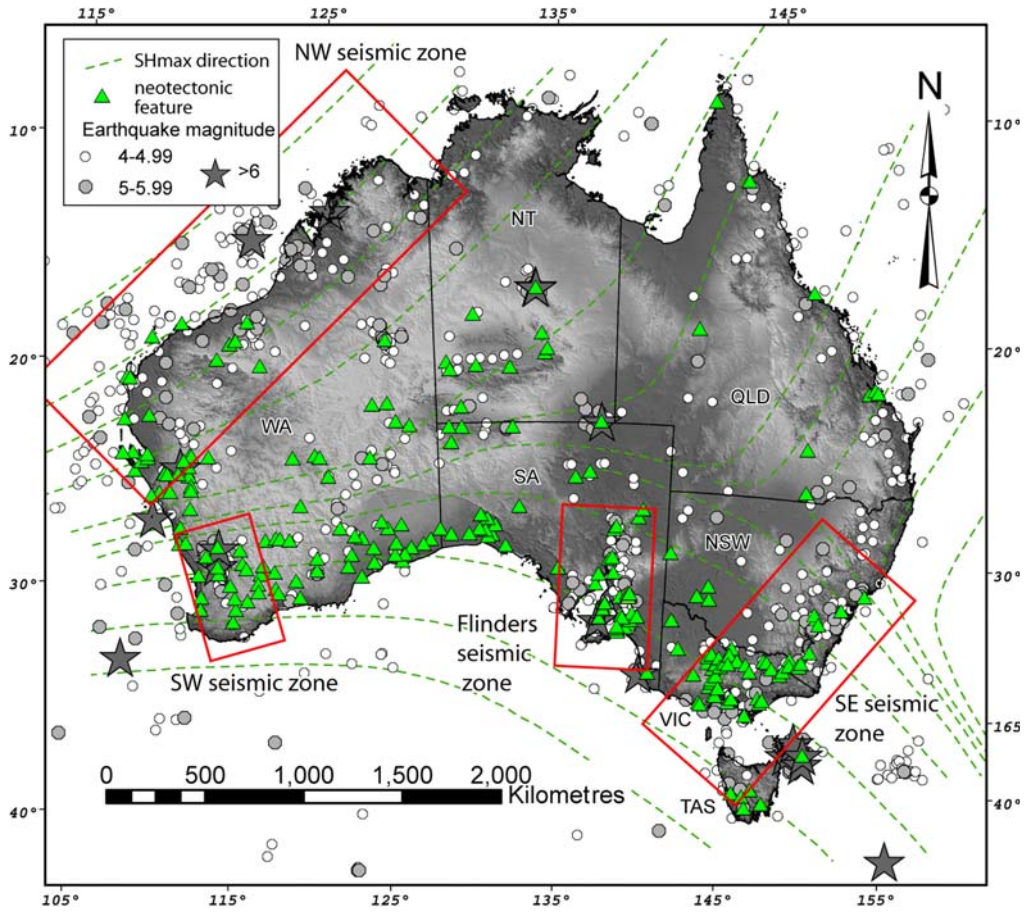 115° 125° 135° 145°
SHmax direction
neotectonic
feature
Earthquake magnitude
4-4.99
5-5.99
>6
NW seismic zone
N
10° 10°
NT
20° 20°
WA
QLD
SA
NSW
30° 30°
Flinders
seismic
zone
SW seismic zone
VIC
SE seismic
zone
165°
0 500 1,000 1,500 2,000
Kilometres
TAS
40° 40°
105° 115° 125° 135° 145° 155°